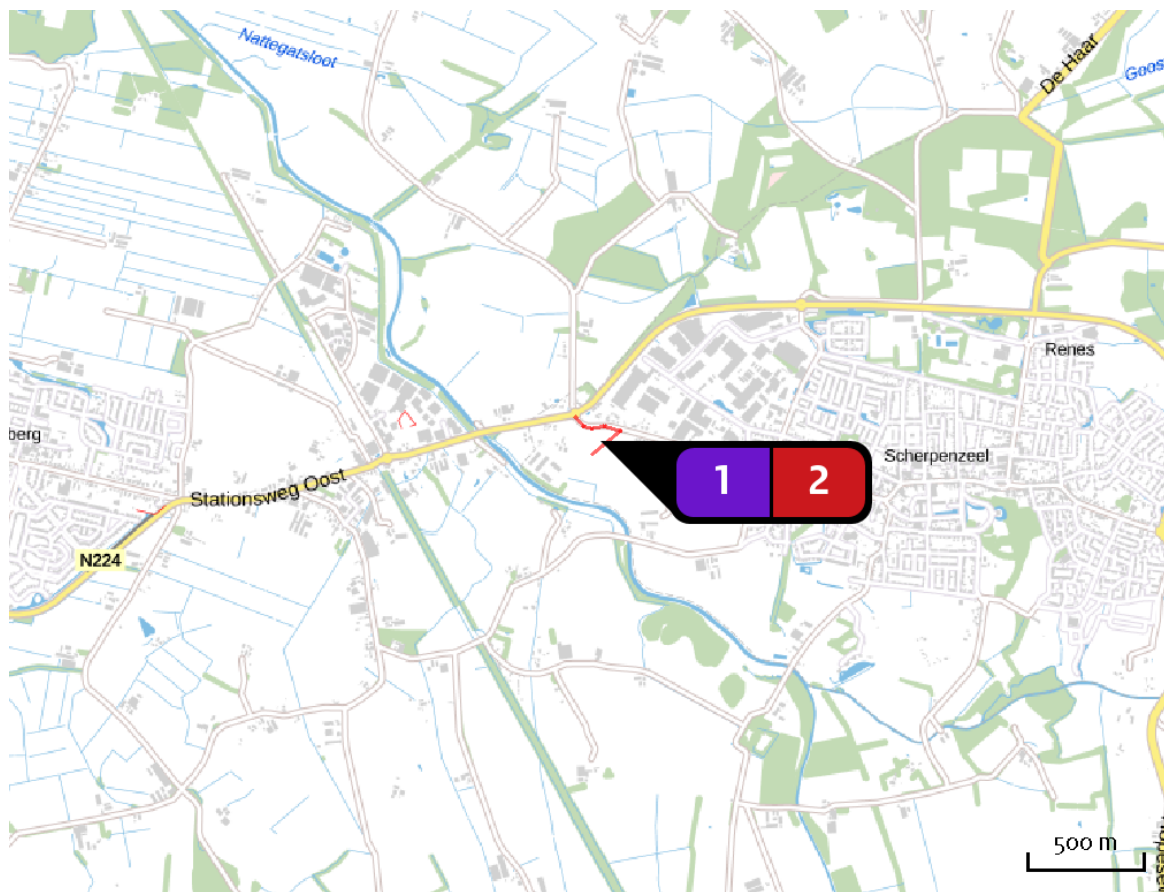 Nattegatsloot
De Haar
Goos
Renes
berg
Scherpenzeel
1 2
Stationsweg Oost
N224
500 m